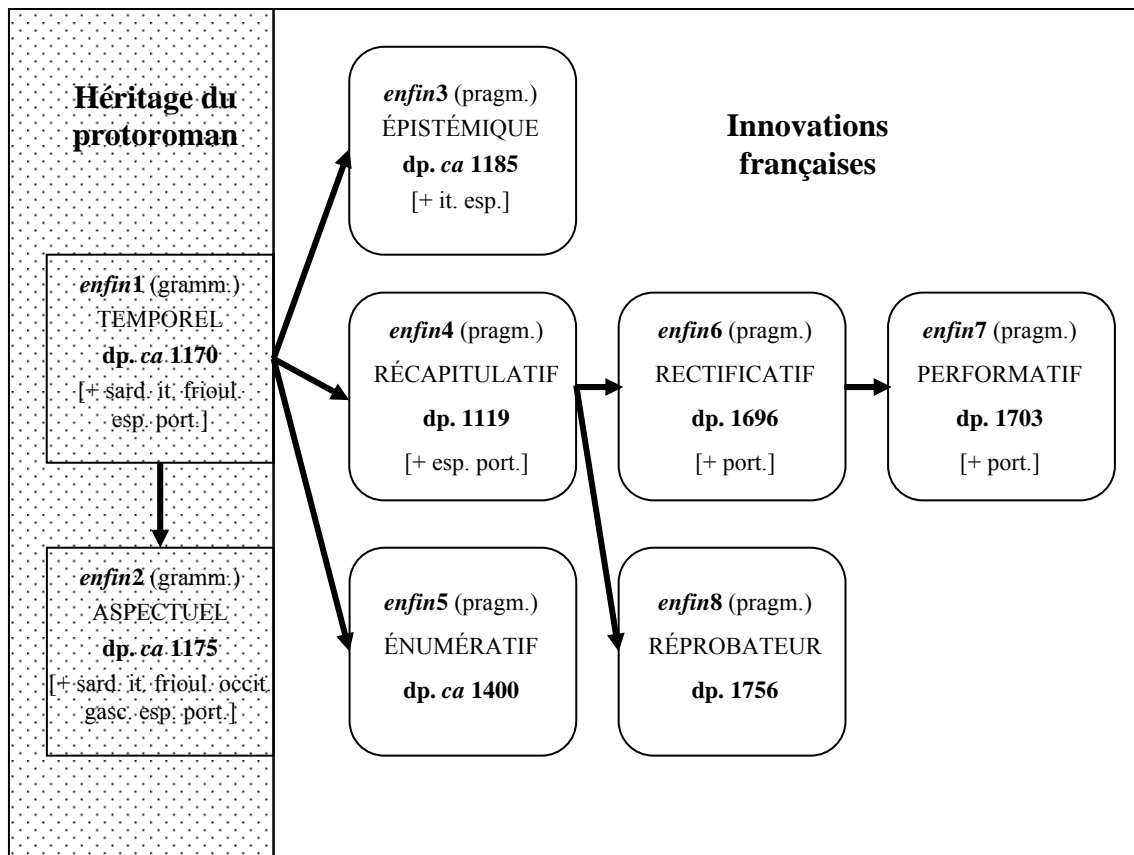 Héritage du
protoroman
enfin1 (gramm.)
TEMPOREL
dp. ca 1170
[+ sard. it. frioul.
esp. port.]
enfin2 (gramm.)
ASPECTUEL
dp. ca 1175
[+ sard. it. frioul. occit.
gasc. esp. port.]
Innovations
françaises
enfin3 (pragm.)
ÉPISTÉMIQUE
dp. ca 1185
[+ it. esp.]
enfin4 (pragm.)
RÉCAPITULATIF
dp. 1119
[+ esp. port.]
enfin6 (pragm.)
RECTIFICATIF
dp. 1696
[+ port.]
enfin7 (pragm.)
PERFORMATIF
dp. 1703
[+ port.]
enfin5 (pragm.)
ÉNUMÉRATIF
dp. ca 1400
enfin8 (pragm.)
RÉPROBATEUR
dp. 1756